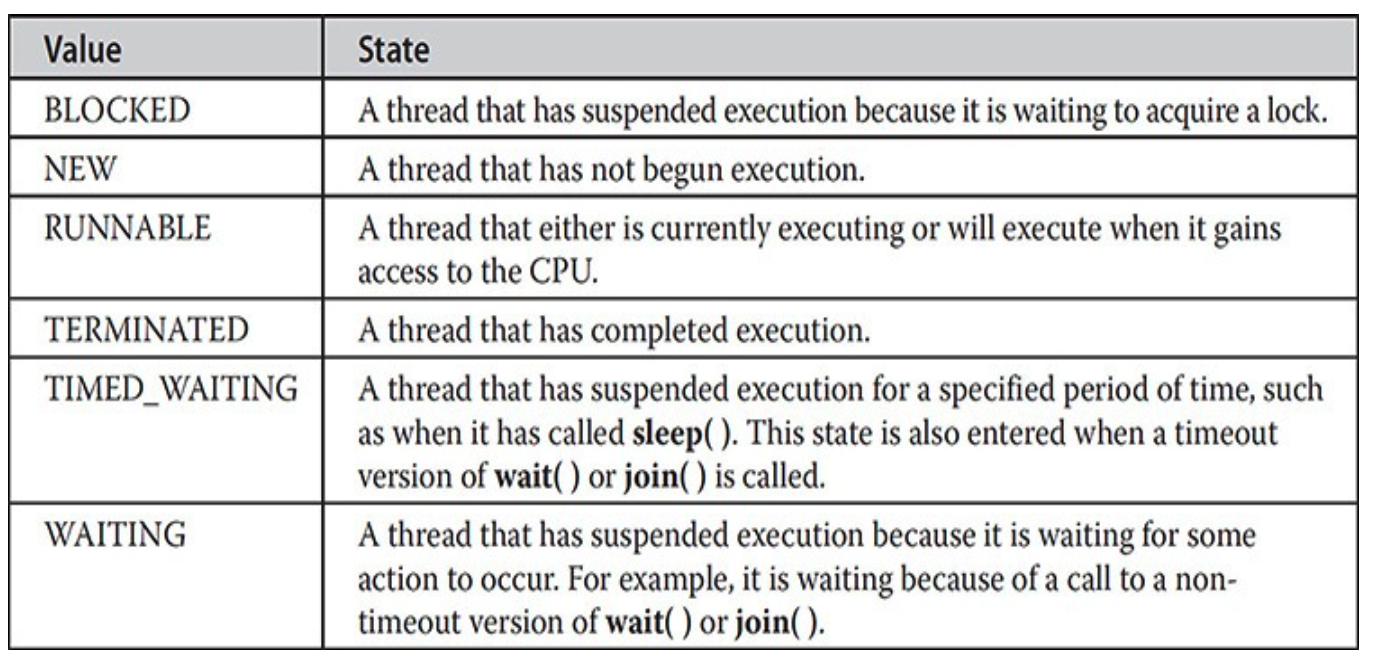 Value State
BLOCKED A thread that has suspended execution because it is waiting to acquire a lock.
NEW A thread that has not begun execution.
RUNNABLE A thread that either is currently executing or will execute when it gains
access to the CPU.
TERMINATED A thread that has completed execution.
TIMED_WAITING A thread that has suspended execution for a specified period of time, such
as when it has called sleep( ). This state is also entered when a timeout
version of wait( ) or join( ) is called.
WAITING A thread that has suspended execution because it is waiting for some
action to occur. For example, it is waiting because of a call to a non-
timeout version of wait( ) or join( ).